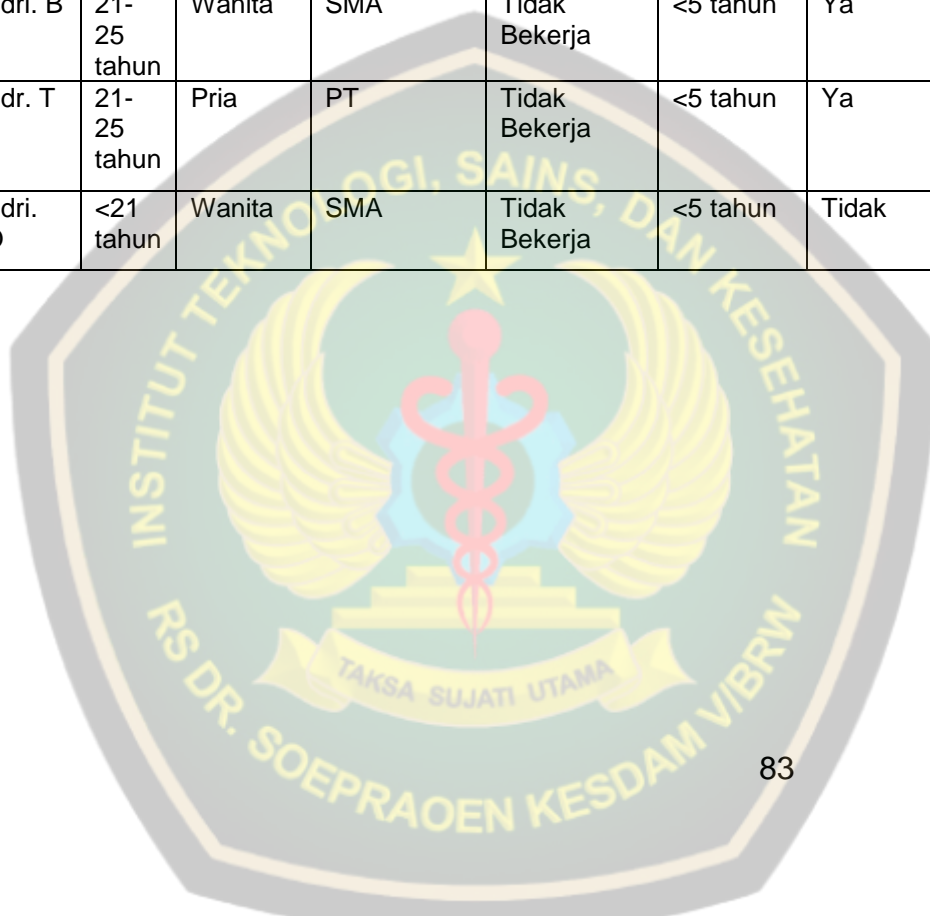 dri. B 21- Wanita SMA Tidak <5 tahun Ya
25 Bekerja
tahun
dr. T 21- Pria PT Tidak <5 tahun Ya
25 Bekerja
tahun
dri. <21 Wanita SMA Tidak <5 tahun Tidak
tahun Bekerja
INSTITUT TEKNOLOGI, SAINS, DAN KESEHATAN
TAKSA SUJATI UTAMA
RS DR. SOEPRAOEN KESDAM V/BRW
83